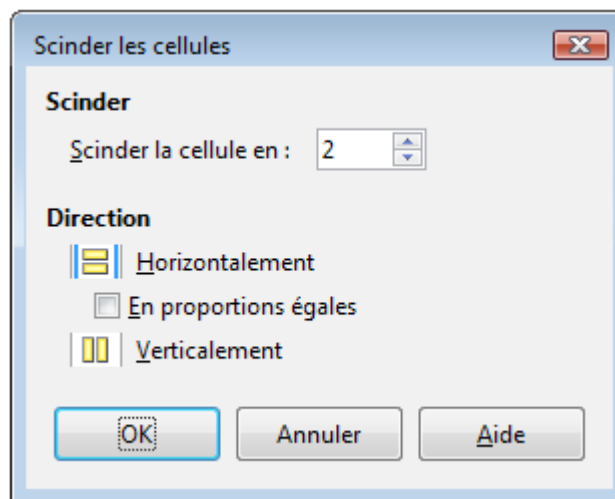 Scinder les cellules
Scinder
Scinder la cellule en : 2
Direction
Horizontalement
En proportions égales
Verticalement
OK Annuler Aide